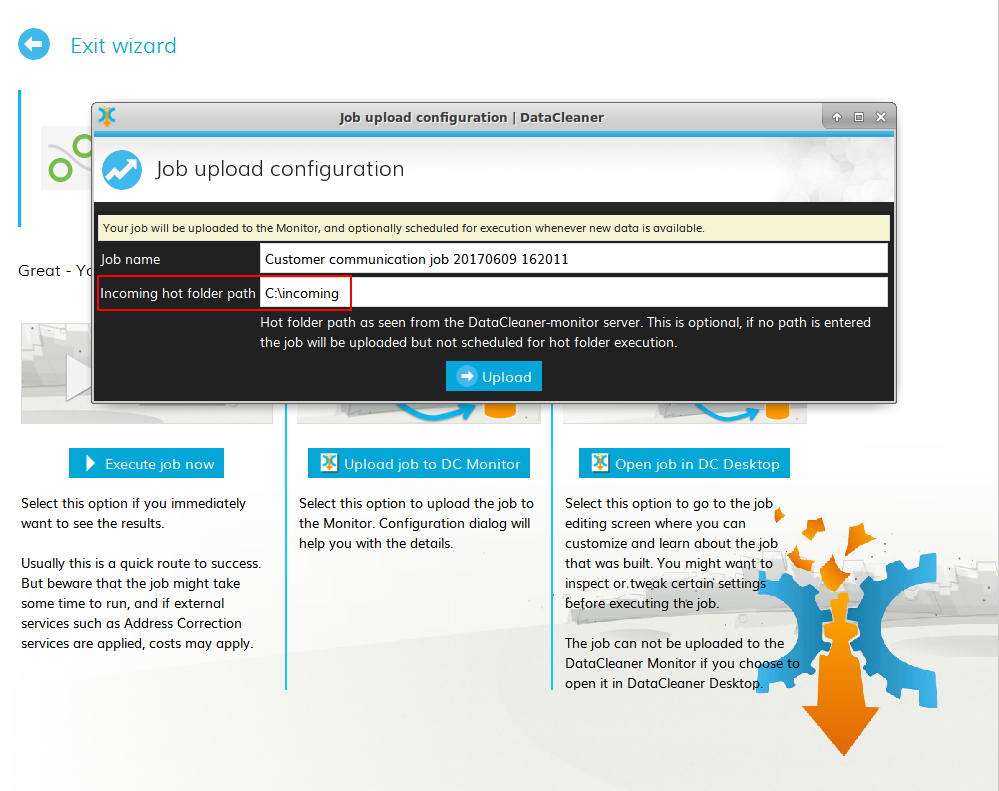 Exit wizard
Job upload configuration | DataCleaner
Job upload configuration
Your job will be uploaded to the Monitor, and optionally scheduled for execution whenever new data is available.
Job name
Customer communication job 20170609 162011
Incoming hot folder path
C:\incoming
Hot folder path as seen from the DataCleaner-monitor server. This is optional, if no path is entered
the job will be uploaded but not scheduled for hot folder execution.
Upload
Great -
Execute job now
Select this option if you immediately
want to see the results.
Usually this is a quick route to success.
But beware that the job might take
some time to run, and if external
services such as Address Correction
services are applied, costs may apply.
Upload job to DC Monitor
Select this option to upload the job to
the Monitor. Configuration dialog will
help you with the details.
Open job in DC Desktop
Select this option to go to the job
editing screen where you can
customize and learn about the job
that was built. You might want to
inspect or tweak certain settings
before executing the job.
The job can not be uploaded to the
DataCleaner Monitor if you choose to
open it in DataCleaner Desktop.